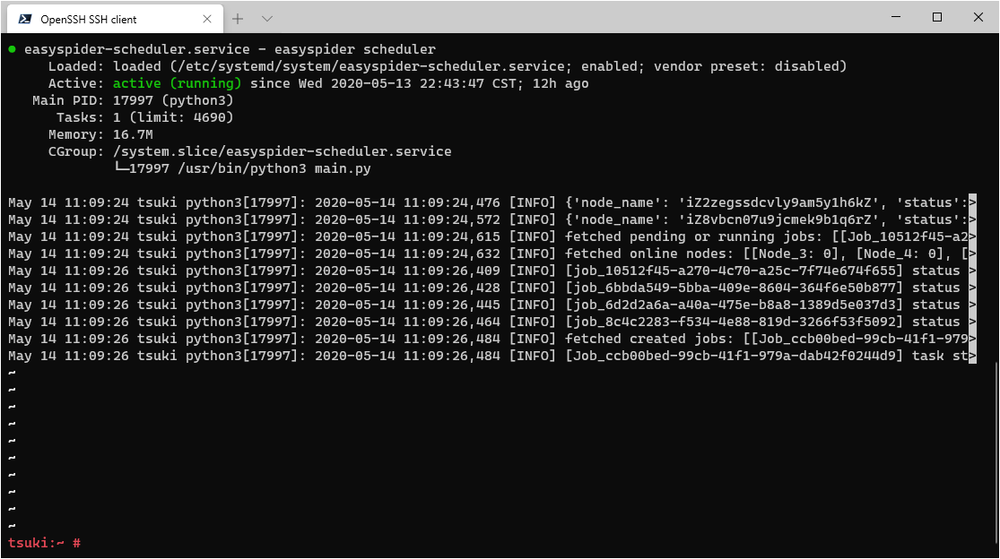 OpenSSH SSH client
● easyspider-scheduler.service - easyspider scheduler
Loaded: loaded (/etc/systemd/system/easyspider-scheduler.service; enabled; vendor preset: disabled)
Active: active (running) since Wed 2020-05-13 22:43:47 CST; 12h ago
Main PID: 17997 (python3)
Tasks: 1 (limit: 4690)
Memory: 16.7M
CGroup: /system.slice/easyspider-scheduler.service
└─17997 /usr/bin/python3 main.py
May 14 11:09:24 tsuki python3[17997]: 2020-05-14 11:09:24,476 [INFO] {'node_name': 'iZ2zegssdcvly9am5y1h6kZ', 'status':>
May 14 11:09:24 tsuki python3[17997]: 2020-05-14 11:09:24,572 [INFO] {'node_name': 'iZ8vbcn07u9jcmek9b1q6rZ', 'status':>
May 14 11:09:24 tsuki python3[17997]: 2020-05-14 11:09:24,615 [INFO] fetched pending or running jobs: [[Job_10512f45-a2>
May 14 11:09:24 tsuki python3[17997]: 2020-05-14 11:09:24,632 [INFO] fetched online nodes: [[Node_3: 0], [Node_4: 0], [>
May 14 11:09:26 tsuki python3[17997]: 2020-05-14 11:09:26,409 [INFO] [job_10512f45-a270-4c70-a25c-7f74e674f655] status >
May 14 11:09:26 tsuki python3[17997]: 2020-05-14 11:09:26,428 [INFO] [job_6bbda549-5bba-409e-8604-364f6e50b877] status >
May 14 11:09:26 tsuki python3[17997]: 2020-05-14 11:09:26,445 [INFO] [job_6d2d2a6a-a40a-475e-b8a8-1389d5e037d3] status >
May 14 11:09:26 tsuki python3[17997]: 2020-05-14 11:09:26,464 [INFO] [job_8c4c2283-f534-4e88-819d-3266f53f5092] status >
May 14 11:09:26 tsuki python3[17997]: 2020-05-14 11:09:26,484 [INFO] fetched created jobs: [[Job_ccb00bed-99cb-41f1-979>
May 14 11:09:26 tsuki python3[17997]: 2020-05-14 11:09:26,484 [INFO] [Job_ccb00bed-99cb-41f1-979a-dab42f0244d9] task st>
~
~
~
~
~
~
~
~
~
~
tsuki:~ #